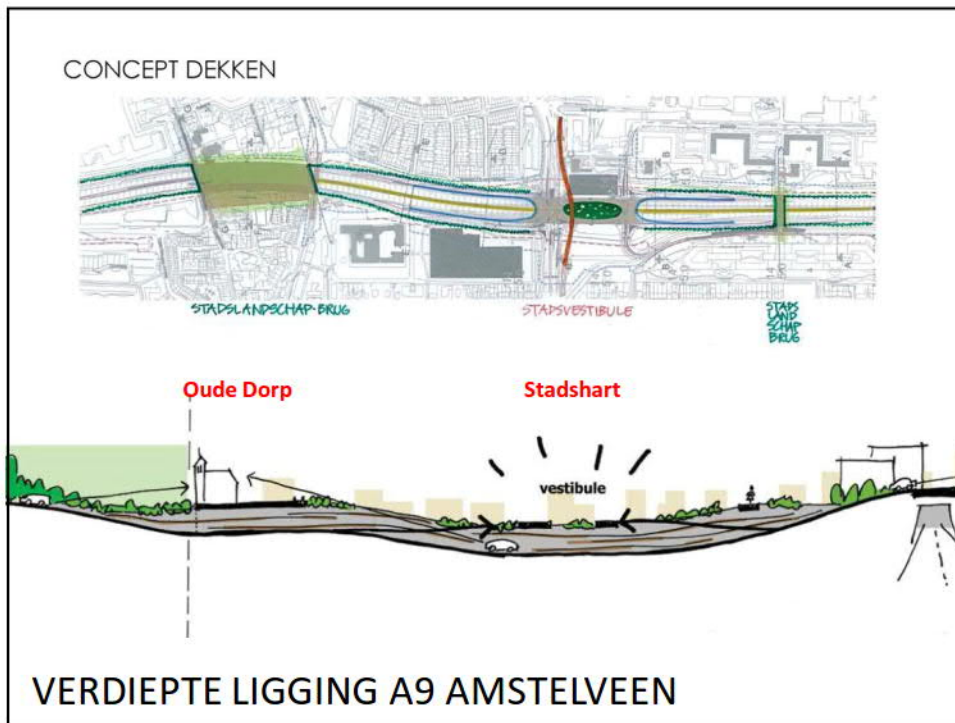 CONCEPT DEKKEN
STADSLANDSCHAP-BRUG
STADSVESTIBULE
STADS
LAND
SCHAP
BRUG
Oude Dorp
Stadshart
vestibule
VERDIEPTE LIGGING A9 AMSTELVEEN